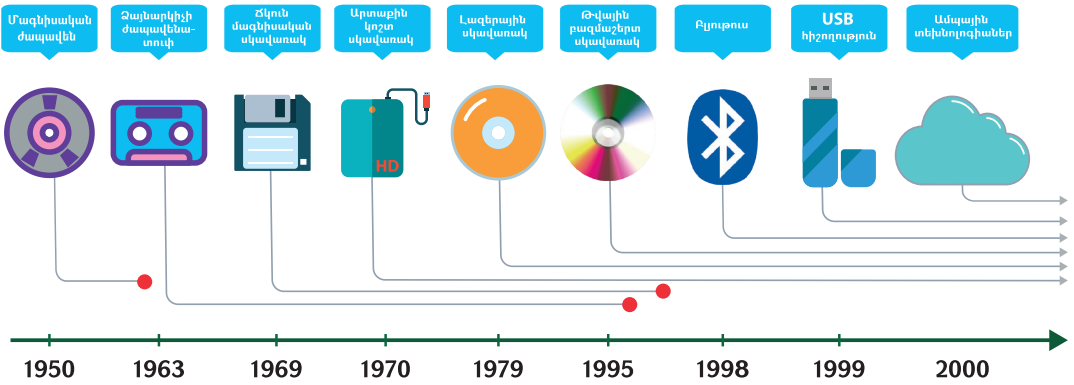 Մագնիսական
ժապավեն
Ձայնարկիչի
ժապավենա-
տուփ
Ճկուն
մագնիսական
սկավառակ
Արտաքին
կոշտ
սկավառակ
Լազերային
սկավառակ
Թվային
բազմաշերտ
սկավառակ
Բլյութուս
USB
հիշողություն
Ամպային
տեխնոլոգիաներ
HD
1950
1963
1969
1970
1979
1995
1998
1999
2000